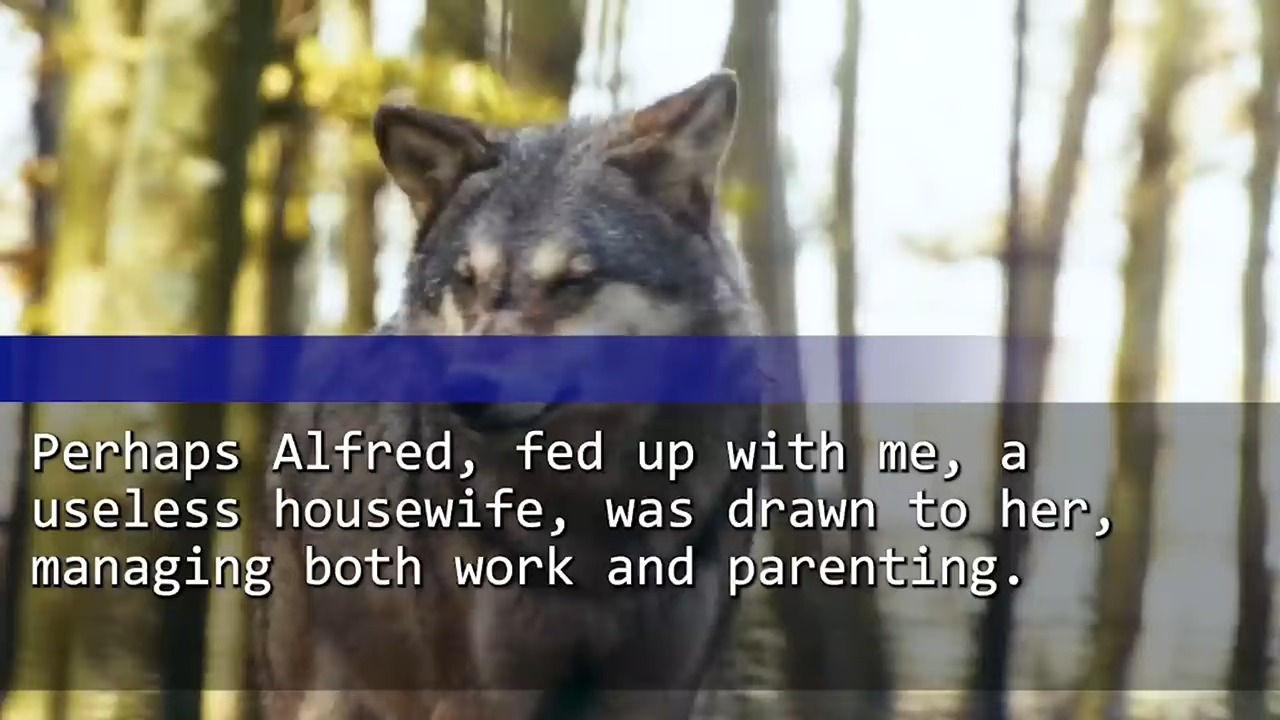 Perhaps Alfred, fed up with me, a
useless housewife, was drawn to her,
managing both work and parenting.